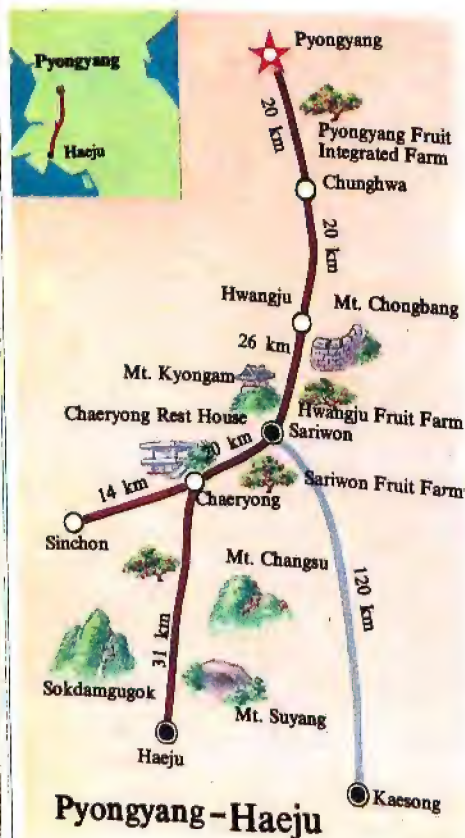 Pyongyang
Haeju
Pyongyang
20 km
Pyongyang Fruit
Integrated Farm
Chunghwa
20 km
Hwangju
Mt. Chongbang
26 km
Mt. Kyongam
Hwangju Fruit Farm
Chaeryong Rest House
Sariwon
20 km
Sariwon Fruit Farm
14 km
Chaeryong
Sinchon
120 km
Mt. Changsu
31 km
Sokdamgugok
Mt. Suyang
Haeju
Kaesong
Pyongyang-Haeju